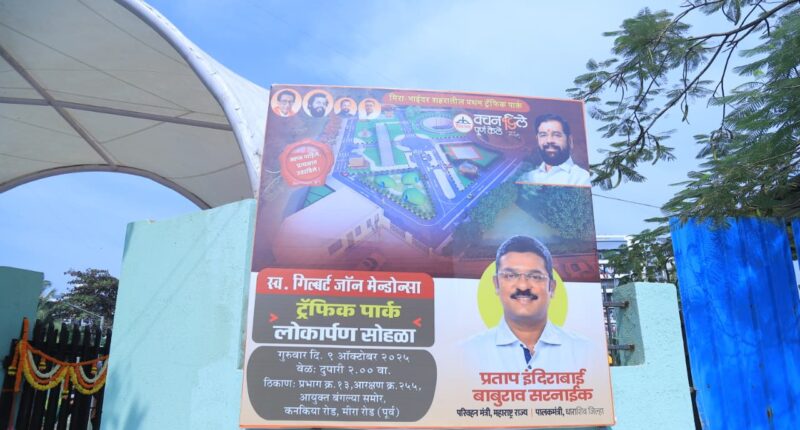 मिरा भाईंदर शहरातील प्रथम ट्रॅफिक पार्क
वचन दिले
पूर्ण केले
स्व. गिल्बर्ट जॉन मेन्डोन्सा
ट्रॅफिक पार्क
लोकार्पण सोहळा
गुरुवार दि. ९ ऑक्टोबर २०२५
वेळ: दुपारी २.०० वा.
ठिकाण: प्रभाग क्र.१३,आरक्षण क्र.२५५,
आयुक्त बंगल्या समोर,
कनकिया रोड, मीरा रोड (पूर्व)
प्रताप इंदिराबाई
बाबुराव सरनाईक
परिवहन मंत्री, महाराष्ट्र राज्य | पालकमंत्री, धाराशिव जिल्हा